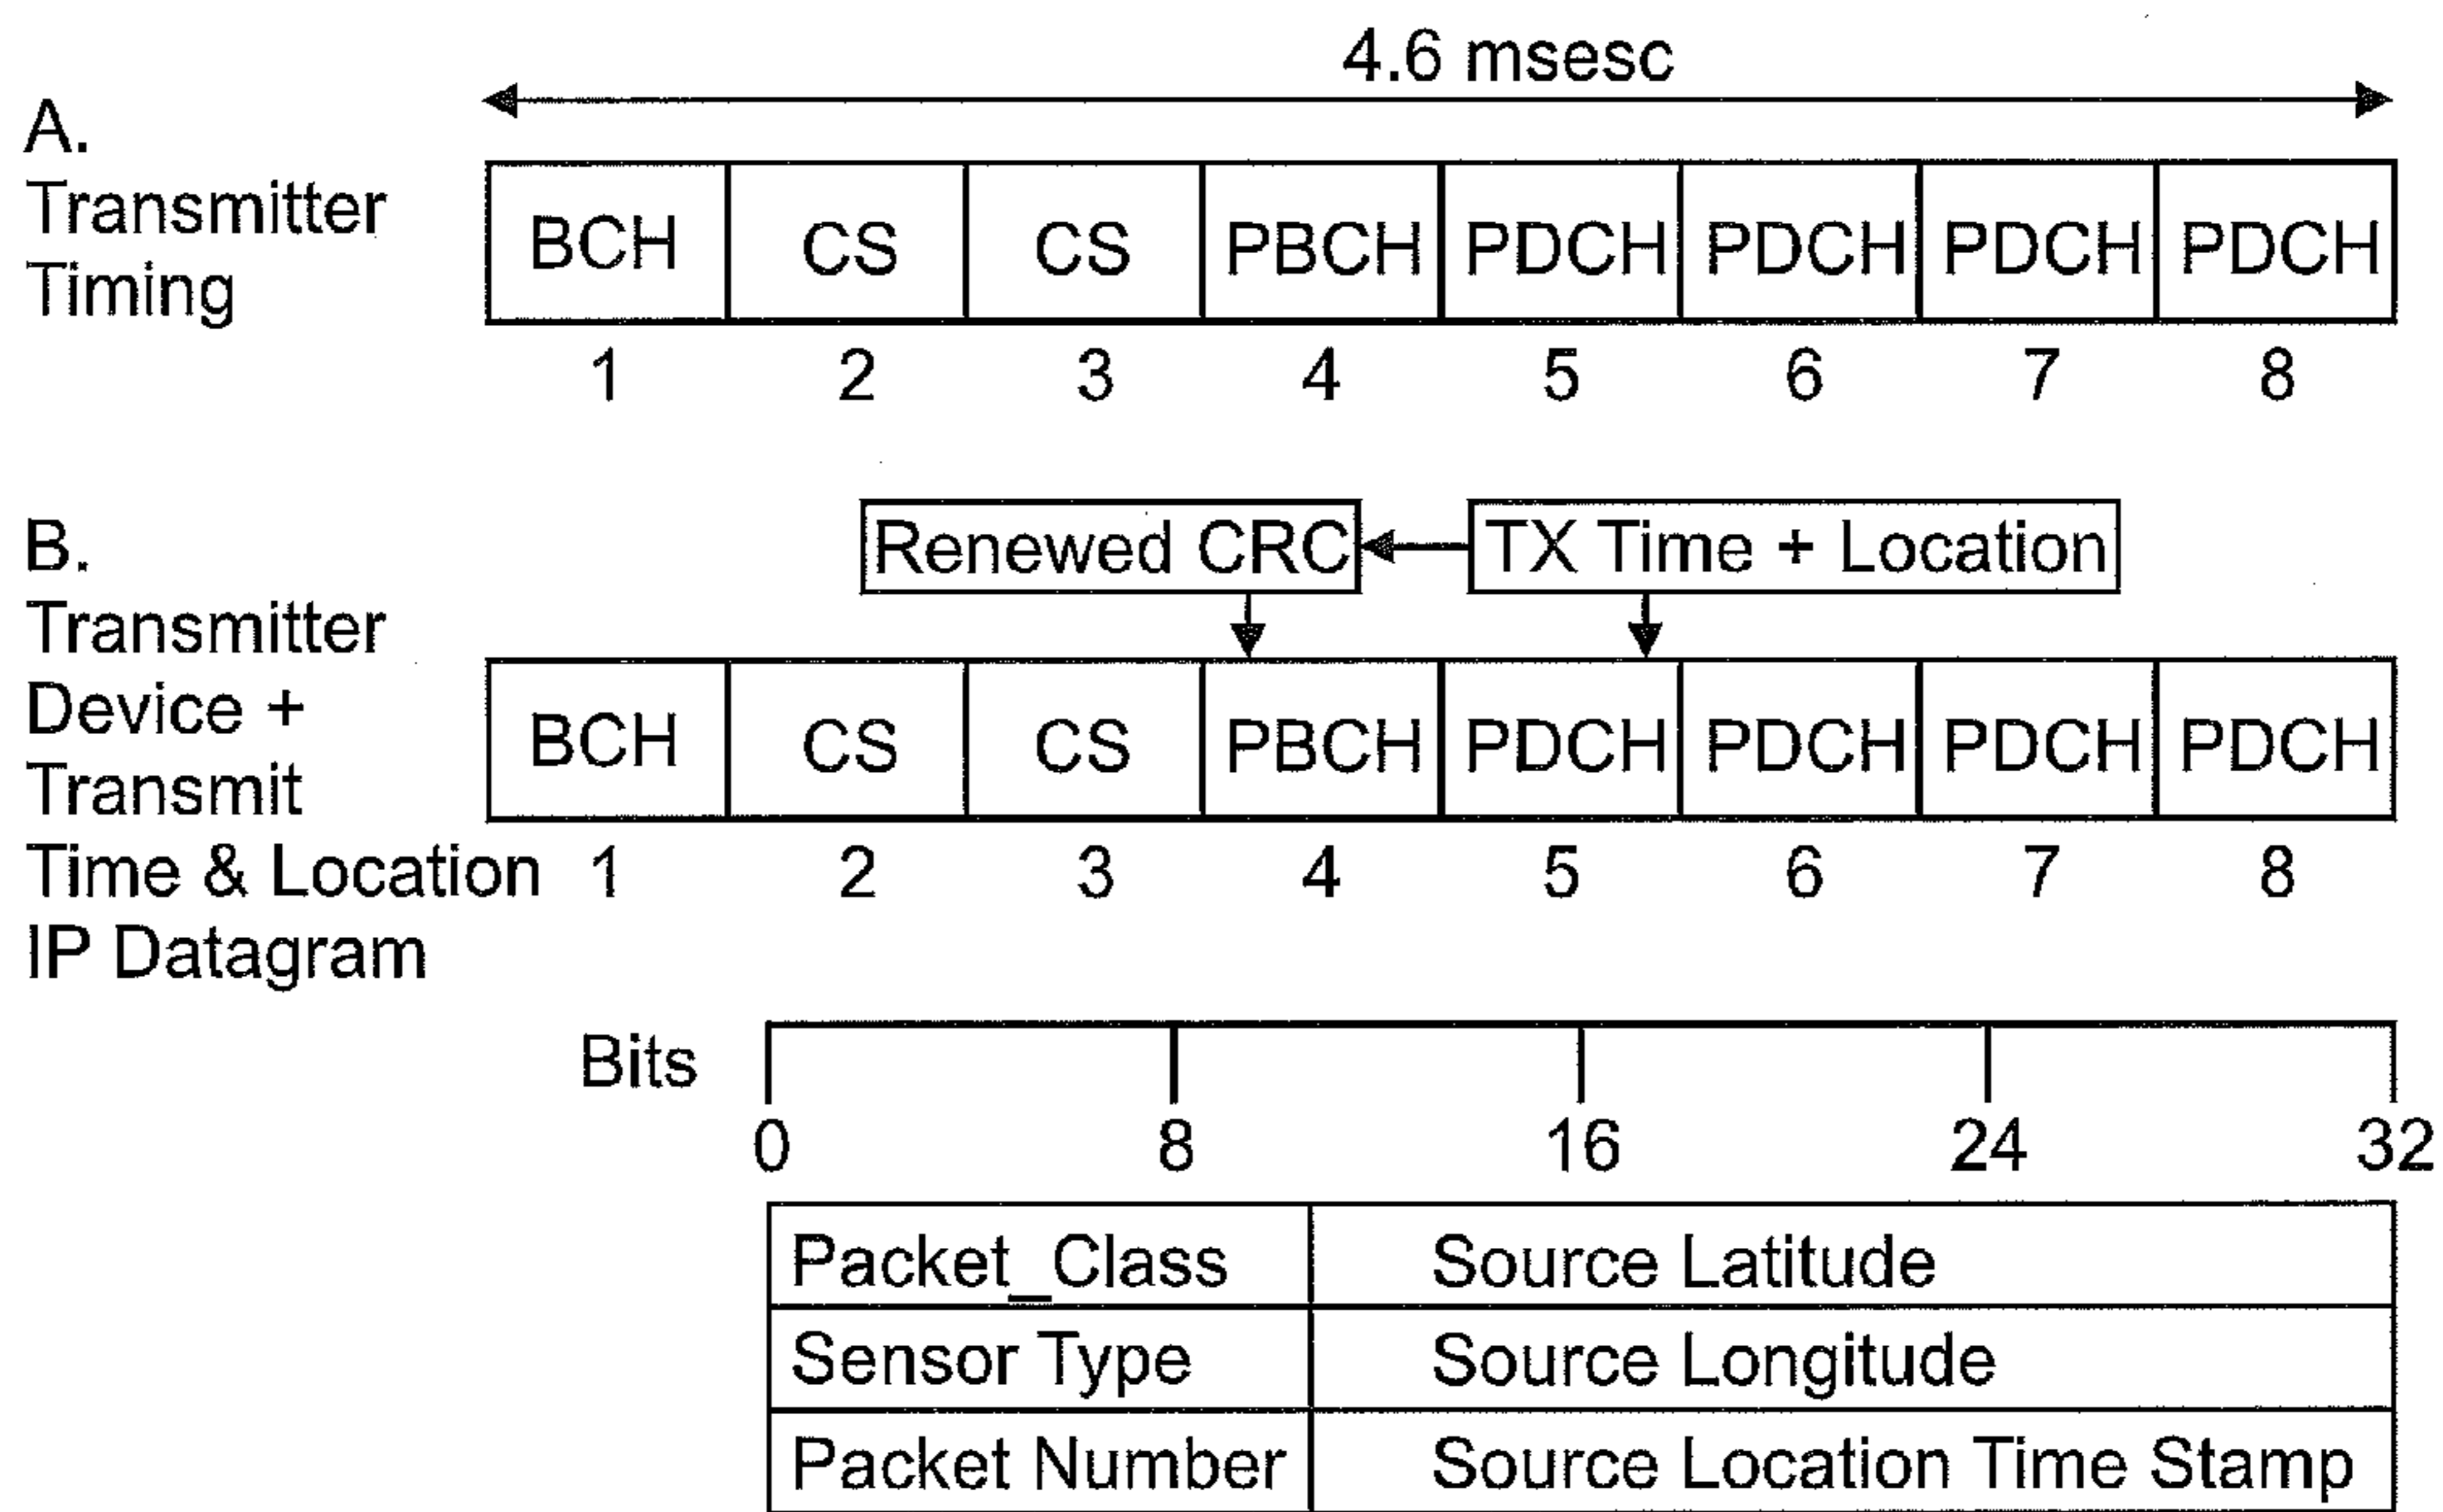 4.6 msesc
A.
Transmitter
Timing
BCH CS CS PBCH PDCH PDCH PDCH PDCH
1 2 3 4 5 6 7 8
B.
Transmitter
Device +
Transmit
Time & Location
IP Datagram
Renewed CRC TX Time + Location
BCH CS CS PBCH PDCH PDCH PDCH PDCH
1 2 3 4 5 6 7 8
Bits
0 8 16 24 32
Packet_Class Source Latitude
Sensor Type Source Longitude
Packet Number Source Location Time Stamp